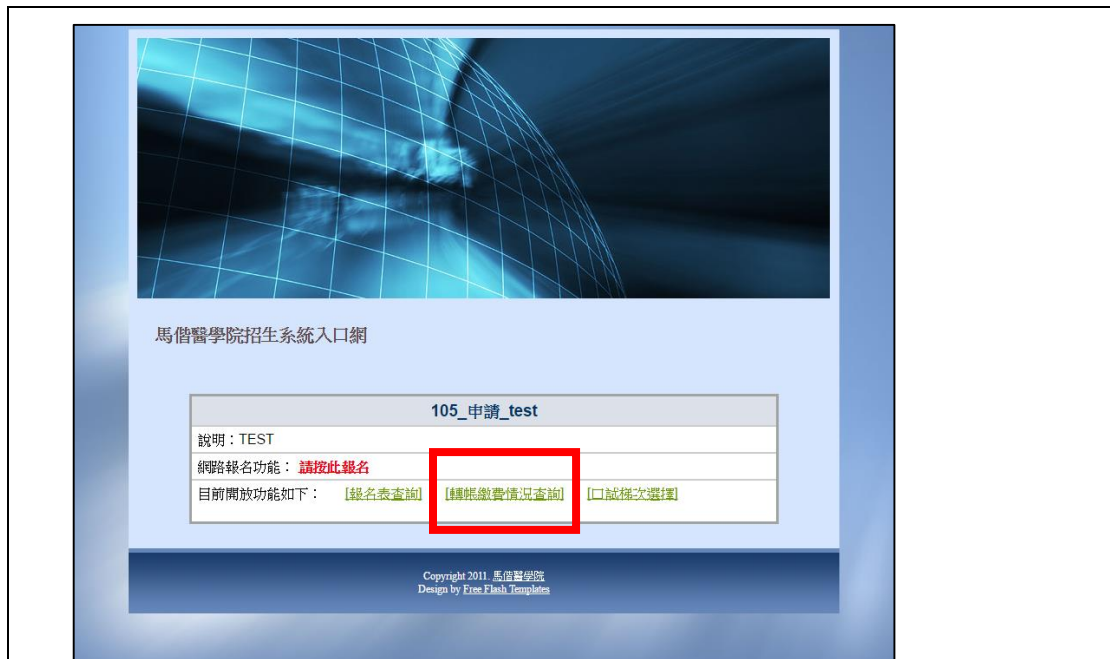 馬偕醫學院招生系統入口網
105_申請_test
說明：TEST
網路報名功能： 請按此報名
目前開放功能如下： [報名表查詢] [轉帳繳費情況查詢] [口試梯次選擇]
Copyright 2011. 馬偕醫學院
Design by Free Flash Templates